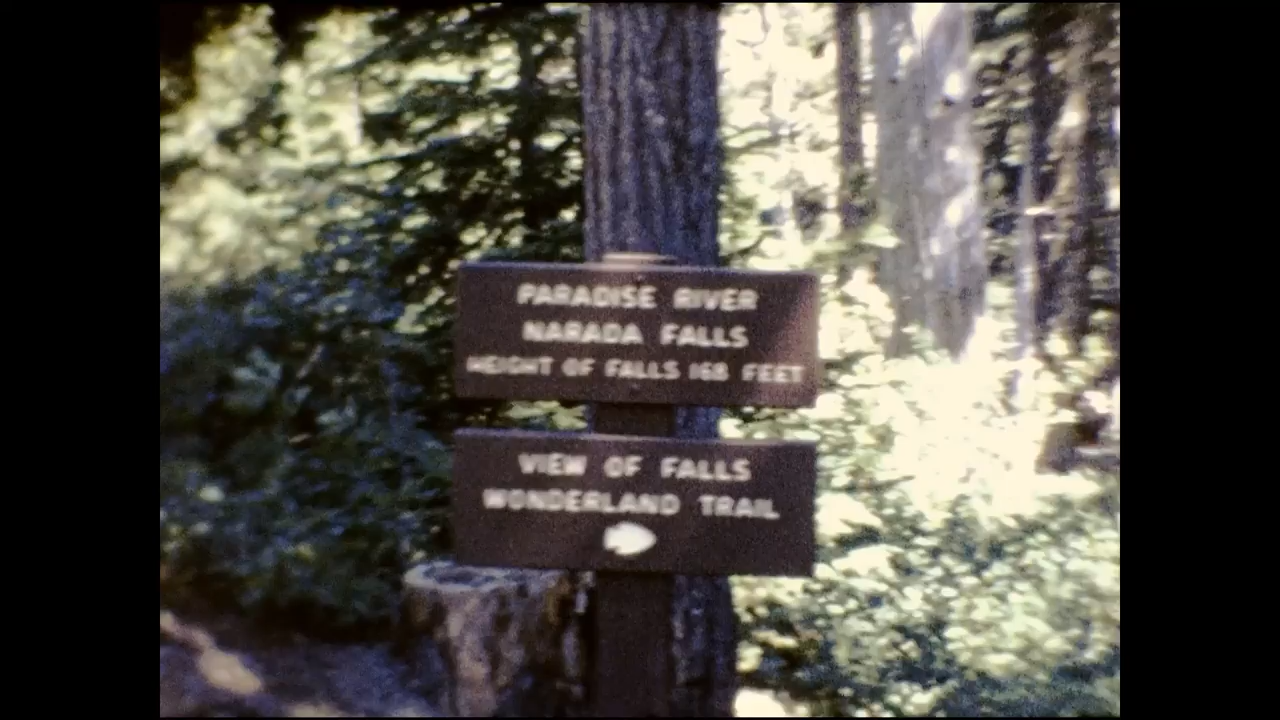 PARADISE RIVER
NARADA FALLS
HEIGHT OF FALLS 168 FEET
VIEW OF FALLS
WONDERLAND TRAIL